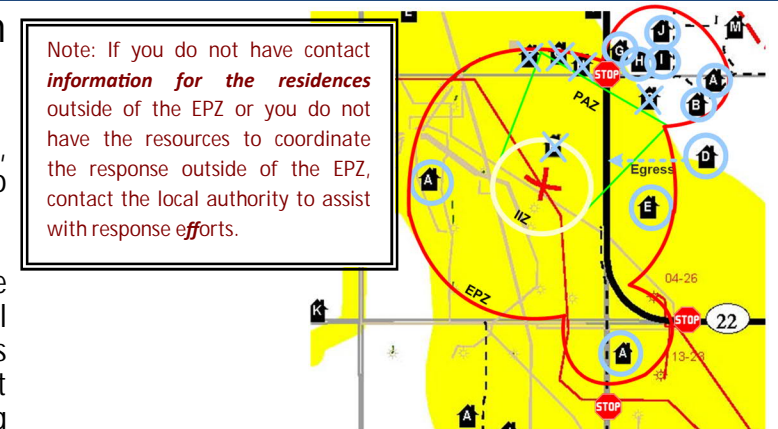 Note: If you do not have contact
information for the residences
outside of the EPZ or you do not
have the resources to coordinate
the response outside of the EPZ,
contact the local authority to assist
with response efforts.
J
M
G
H
I
STOP
A
PAZ
B
D
Egress
A
E
IIZ
EPZ
04-26
K
STOP
22
A
13-23
STOP
A